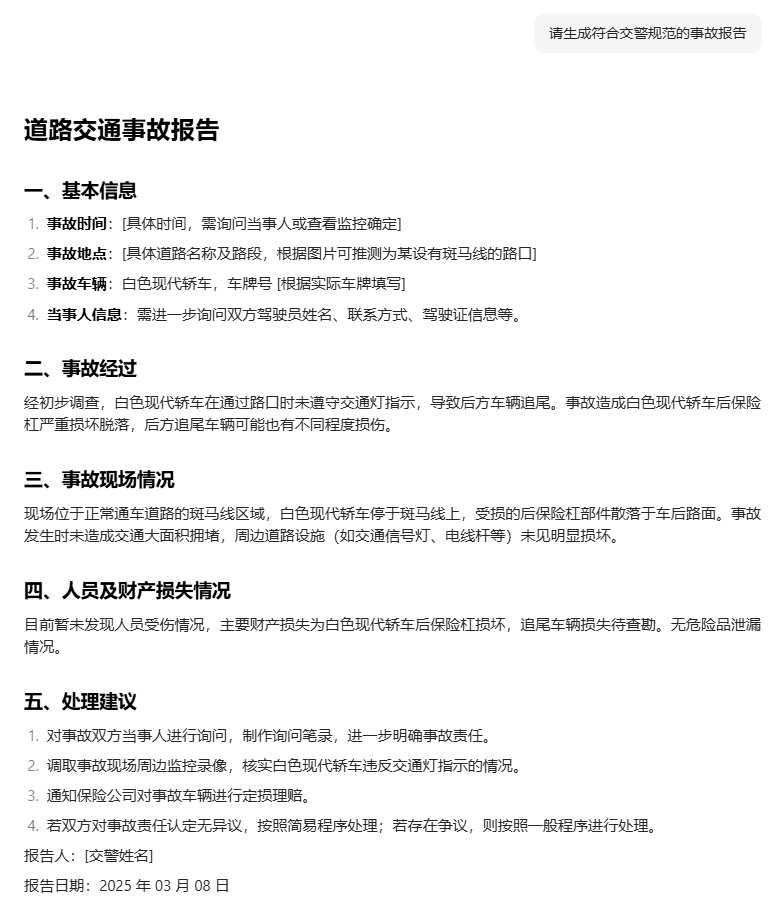 请生成符合交警规范的事故报告
道路交通事故报告
一、基本信息
1. 事故时间：[具体时间，需询问当事人或查看监控确定]
2. 事故地点：[具体道路名称及路段，根据图片可推测为某设有斑马线的路口]
3. 事故车辆：白色现代轿车，车牌号 [根据实际车牌填写]
4. 当事人信息：需进一步询问双方驾驶员姓名、联系方式、驾驶证信息等。
二、事故经过
经初步调查，白色现代轿车在通过路口时未遵守交通灯指示，导致后方车辆追尾。事故造成白色现代轿车后保险
杠严重损坏脱落，后方追尾车辆可能也有不同程度损伤。
三、事故现场情况
现场位于正常通车道路的斑马线区域，白色现代轿车停于斑马线上，受损的后保险杠部件散落于车后路面。事故
发生时未造成交通大面积拥堵，周边道路设施（如交通信号灯、电线杆等）未见明显损坏。
四、人员及财产损失情况
目前暂未发现人员受伤情况，主要财产损失为白色现代轿车后保险杠损坏，追尾车辆损失待查勘。无危险品泄漏
情况。
五、处理建议
1. 对事故双方当事人进行询问，制作询问笔录，进一步明确事故责任。
2. 调取事故现场周边监控录像，核实白色现代轿车违反交通灯指示的情况。
3. 通知保险公司对事故车辆进行定损理赔。
4. 若双方对事故责任认定无异议，按照简易程序处理；若存在争议，则按照一般程序进行处理。
报告人：[交警姓名]
报告日期：2025 年 03 月 08 日